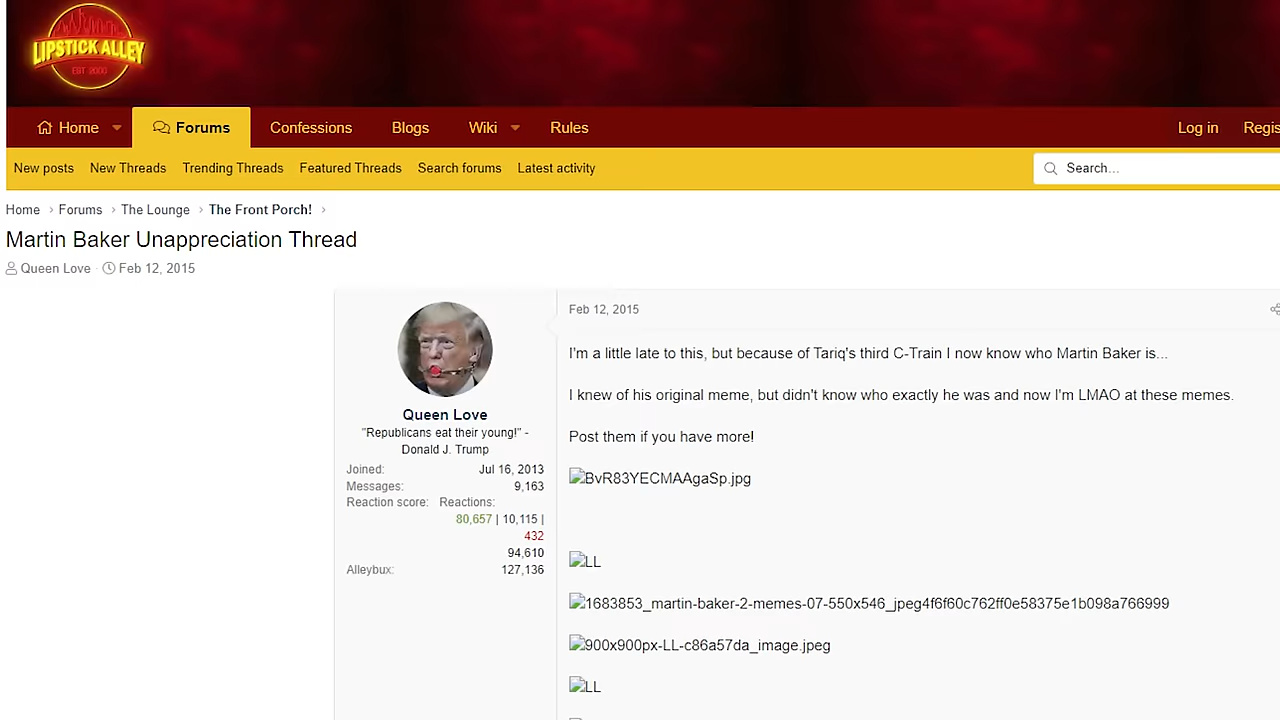 LIPSTICK ALLEY
EST 2000
Home
Forums
Confessions
Blogs
Wiki
Rules
Log in
Regis
New posts
New Threads
Trending Threads
Featured Threads
Search forums
Latest activity
Search…
Home > Forums > The Lounge > The Front Porch! >
Martin Baker Unappreciation Thread
Queen Love · Feb 12, 2015
Queen Love
"Republicans eat their young!" -
Donald J. Trump
Joined: Jul 16, 2013
Messages: 9,163
Reaction score: Reactions:
80,657 | 10,115 |
432
94,610
Alleybux: 127,136
Feb 12, 2015
I'm a little late to this, but because of Tariq's third C-Train I now know who Martin Baker is...
I knew of his original meme, but didn't know who exactly he was and now I'm LMAO at these memes.
Post them if you have more!
BvR83YECMAAgaSp.jpg
LL
1683853_martin-baker-2-memes-07-550x546_jpeg4f6f60c762ff0e58375e1b098a766999
900x900px-LL-c86a57da_image.jpeg
LL